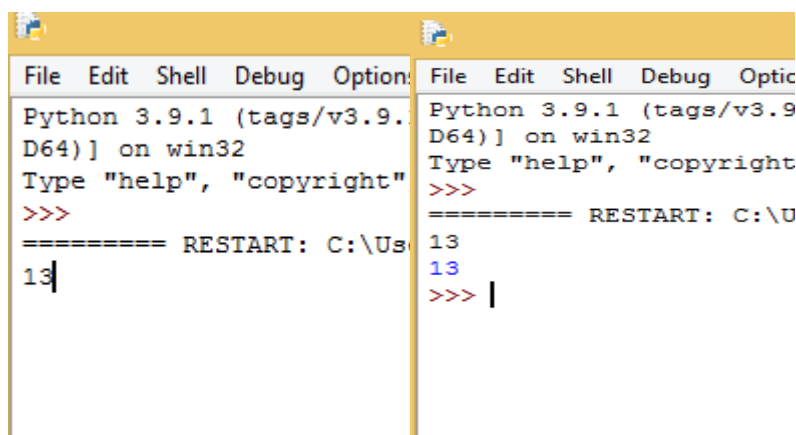 File Edit Shell Debug Option
Python 3.9.1 (tags/v3.9.
D64)] on win32
Type "help", "copyright"
>>>
========= RESTART: C:\Us
13
File Edit Shell Debug Optio
Python 3.9.1 (tags/v3.9
D64)] on win32
Type "help", "copyright
>>>
========= RESTART: C:\U
13
13
>>>